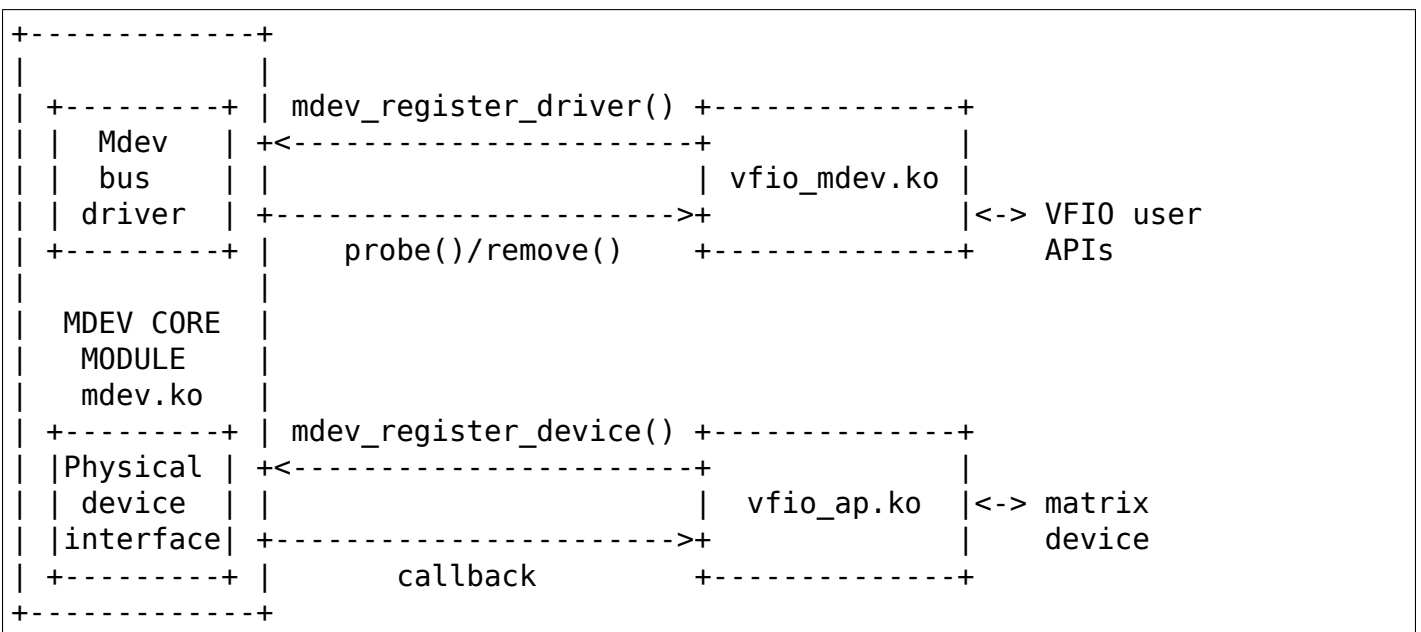 +-------------+
|             |
| +---------+ | mdev_register_driver() +--------------+
| |  Mdev   | +<-----------------------+              |
| |  bus    | |                        | vfio_mdev.ko |
| | driver  | +----------------------->+              |<-> VFIO user
| +---------+ |    probe()/remove()    +--------------+    APIs
|             |
|  MDEV CORE  |
|   MODULE    |
|   mdev.ko   |
| +---------+ | mdev_register_device() +--------------+
| |Physical | +<-----------------------+              |
| | device  | |                        |  vfio_ap.ko  |<-> matrix
| |interface| +----------------------->+              |    device
| +---------+ |       callback         +--------------+
+-------------+